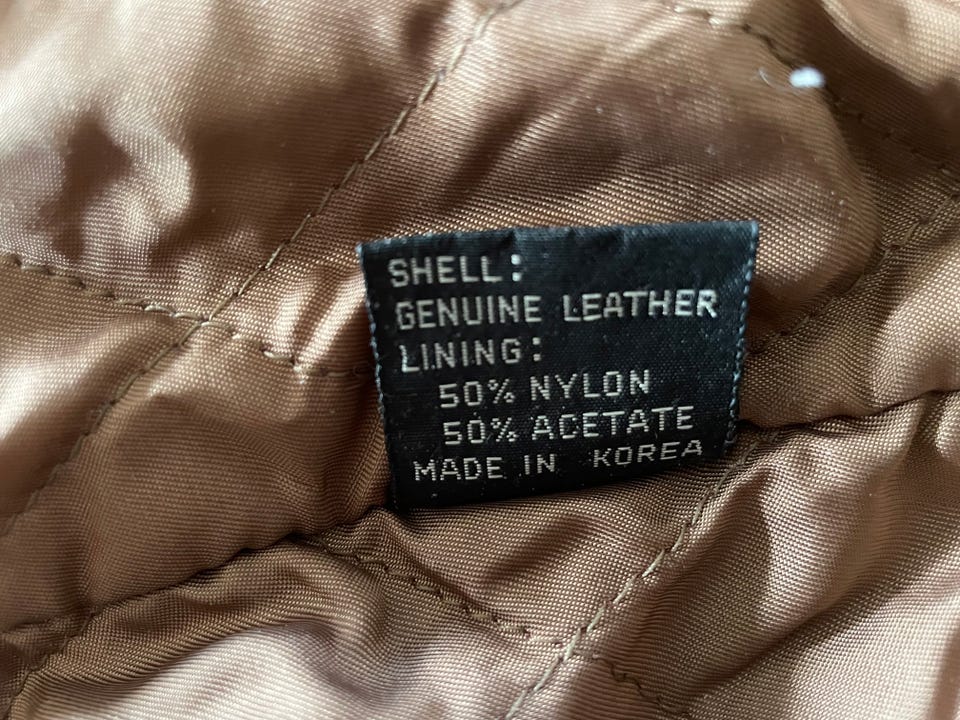 SHELL:
GENUINE LEATHER
LINING:
50% NYLON
50% ACETATE
MADE IN KOREA